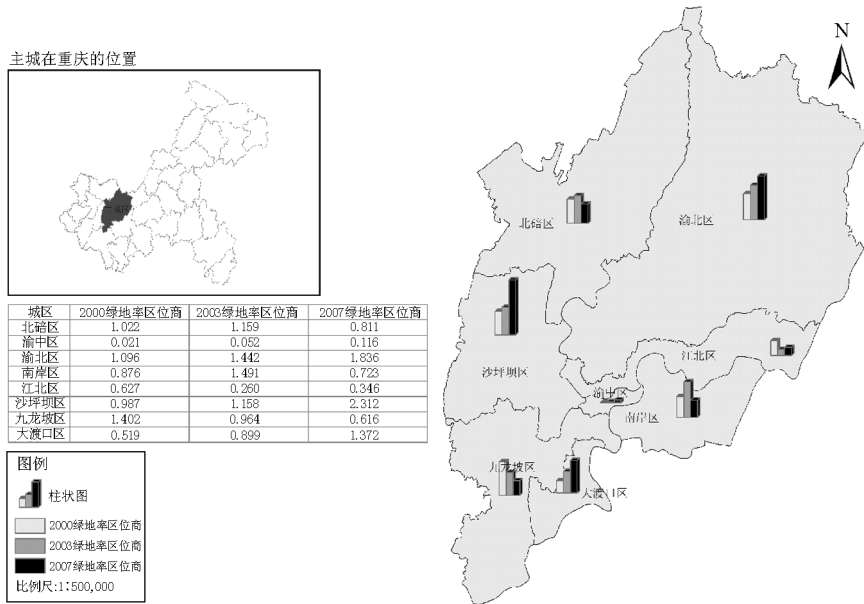 主城在重庆的位置
主城区
城区 2000绿地率区位商 2003绿地率区位商 2007绿地率区位商
北碚区 1.022 1.159 0.811
渝中区 0.021 0.052 0.116
渝北区 1.096 1.442 1.836
南岸区 0.876 1.491 0.723
江北区 0.627 0.260 0.346
沙坪坝区 0.987 1.158 2.312
九龙坡区 1.402 0.964 0.616
大渡口区 0.519 0.899 1.372
图例
柱状图
2000绿地率区位商
2003绿地率区位商
2007绿地率区位商
比例尺:1:500,000
N
北碚区
渝北区
沙坪坝区
江北区
渝中区
南岸区
九龙坡区
大渡口区